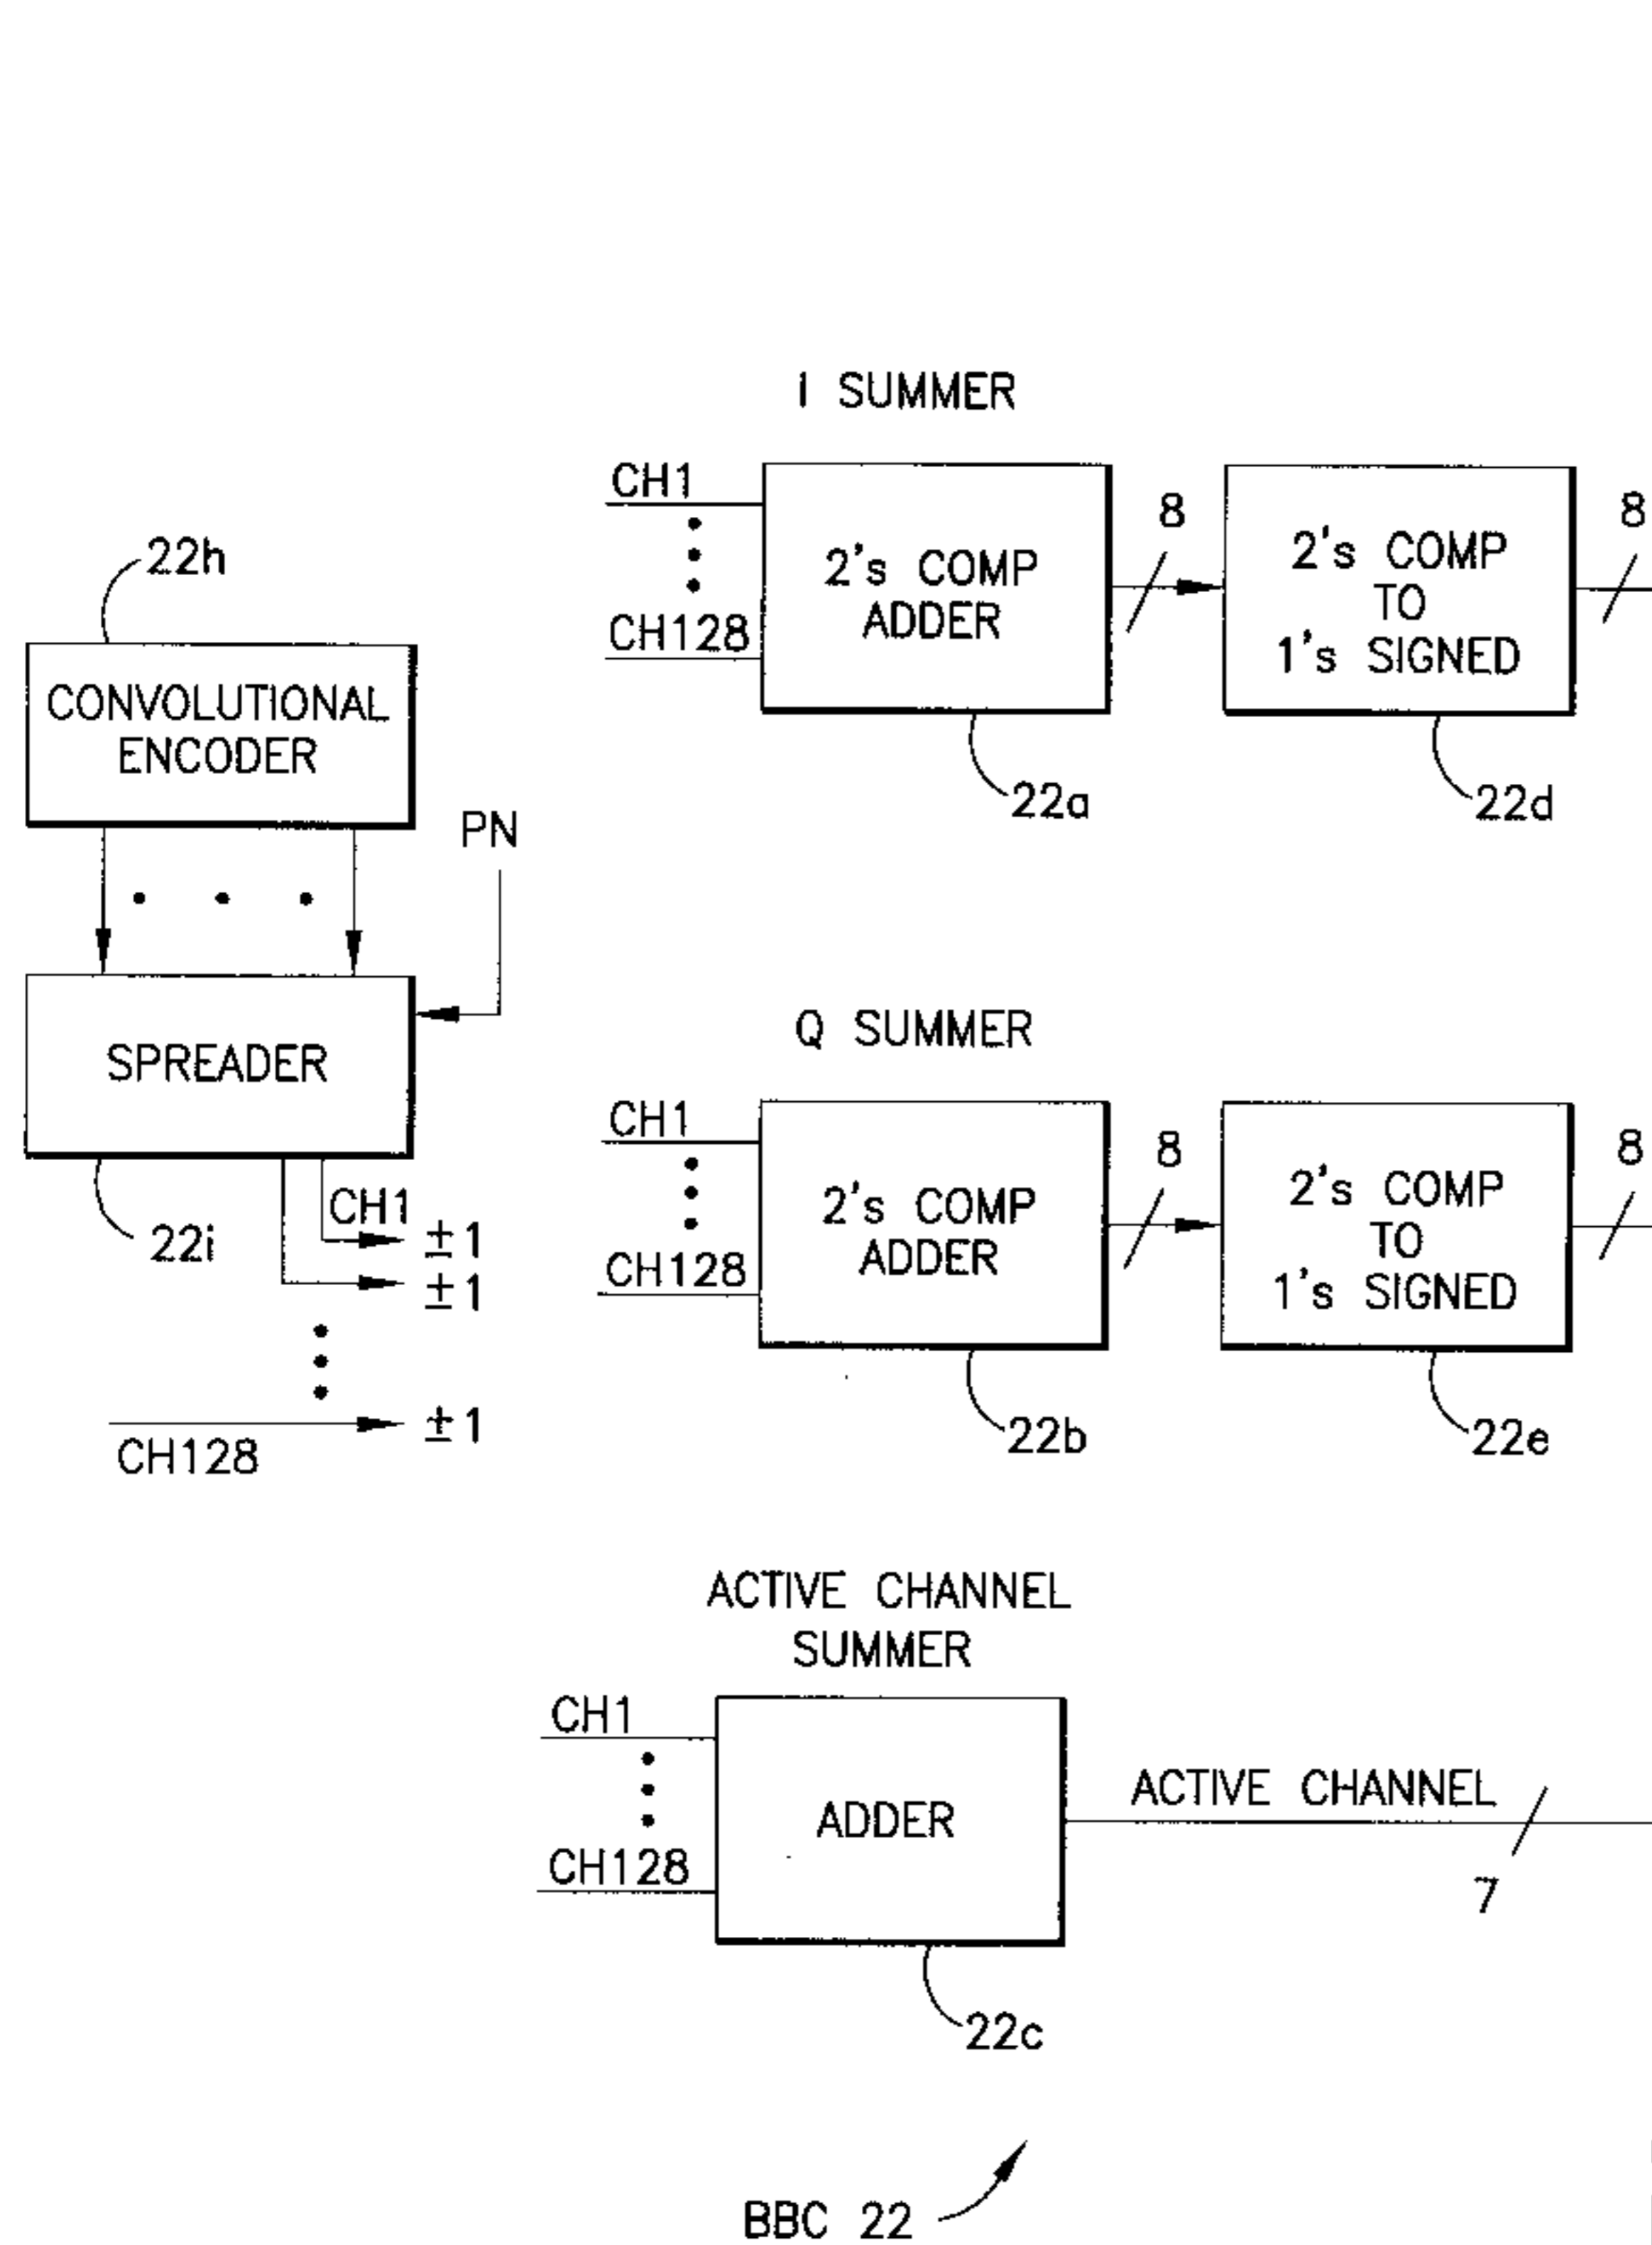 I SUMMER
CH1
CH128
2's COMP
ADDER
8
2's COMP
TO
1's SIGNED
8
22a
22d
22h
CONVOLUTIONAL
ENCODER
PN
SPREADER
22i
CH1
±1
±1
±1
CH128
Q SUMMER
CH1
CH128
2's COMP
ADDER
8
2's COMP
TO
1's SIGNED
8
22b
22e
ACTIVE CHANNEL
SUMMER
CH1
CH128
ADDER
ACTIVE CHANNEL
7
22c
BBC 22